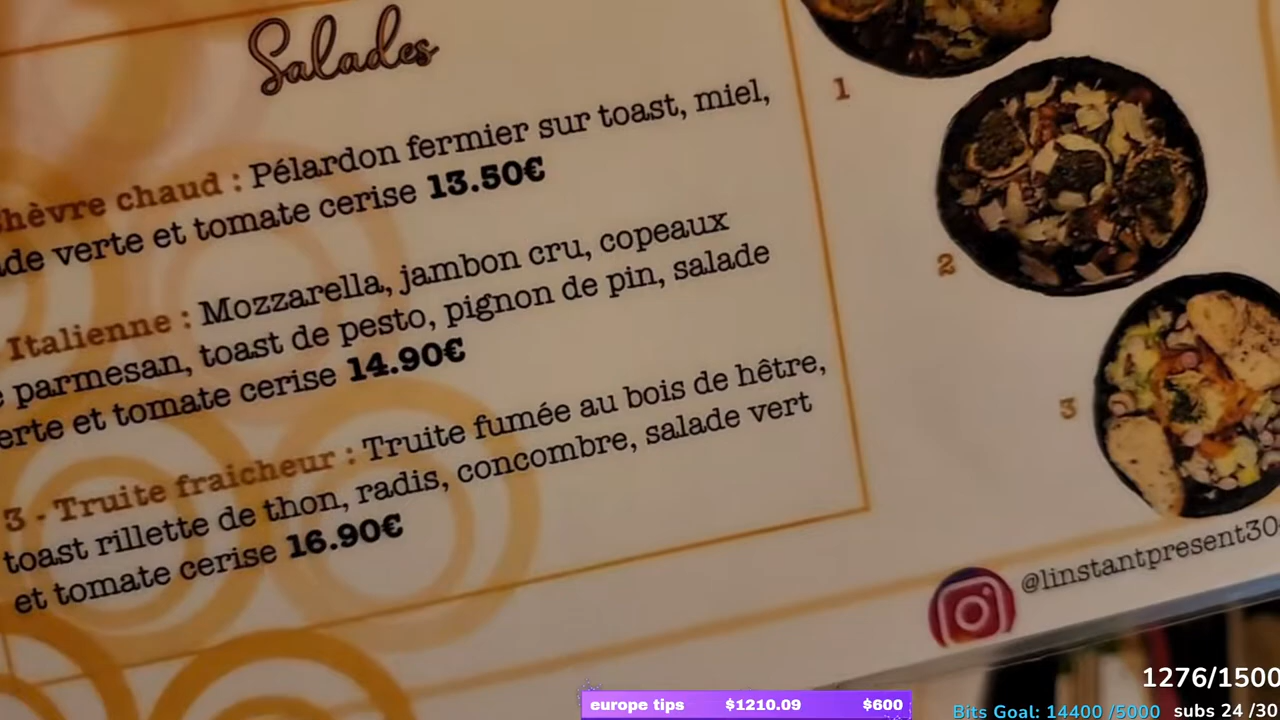 Salades
hèvre chaud : Pélardon fermier sur toast, miel,
de verte et tomate cerise 13.50€
Italienne : Mozzarella, jambon cru, copeaux
parmesan, toast de pesto, pignon de pin, salade
erte et tomate cerise 14.90€
3 - Truite fraicheur : Truite fumée au bois de hêtre,
toast rillette de thon, radis, concombre, salade vert
et tomate cerise 16.90€
1
2
3
@linstantpresent30
1276/1500
europe tips $1210.09 $600
Bits Goal: 14400 /5000 subs 24 /30